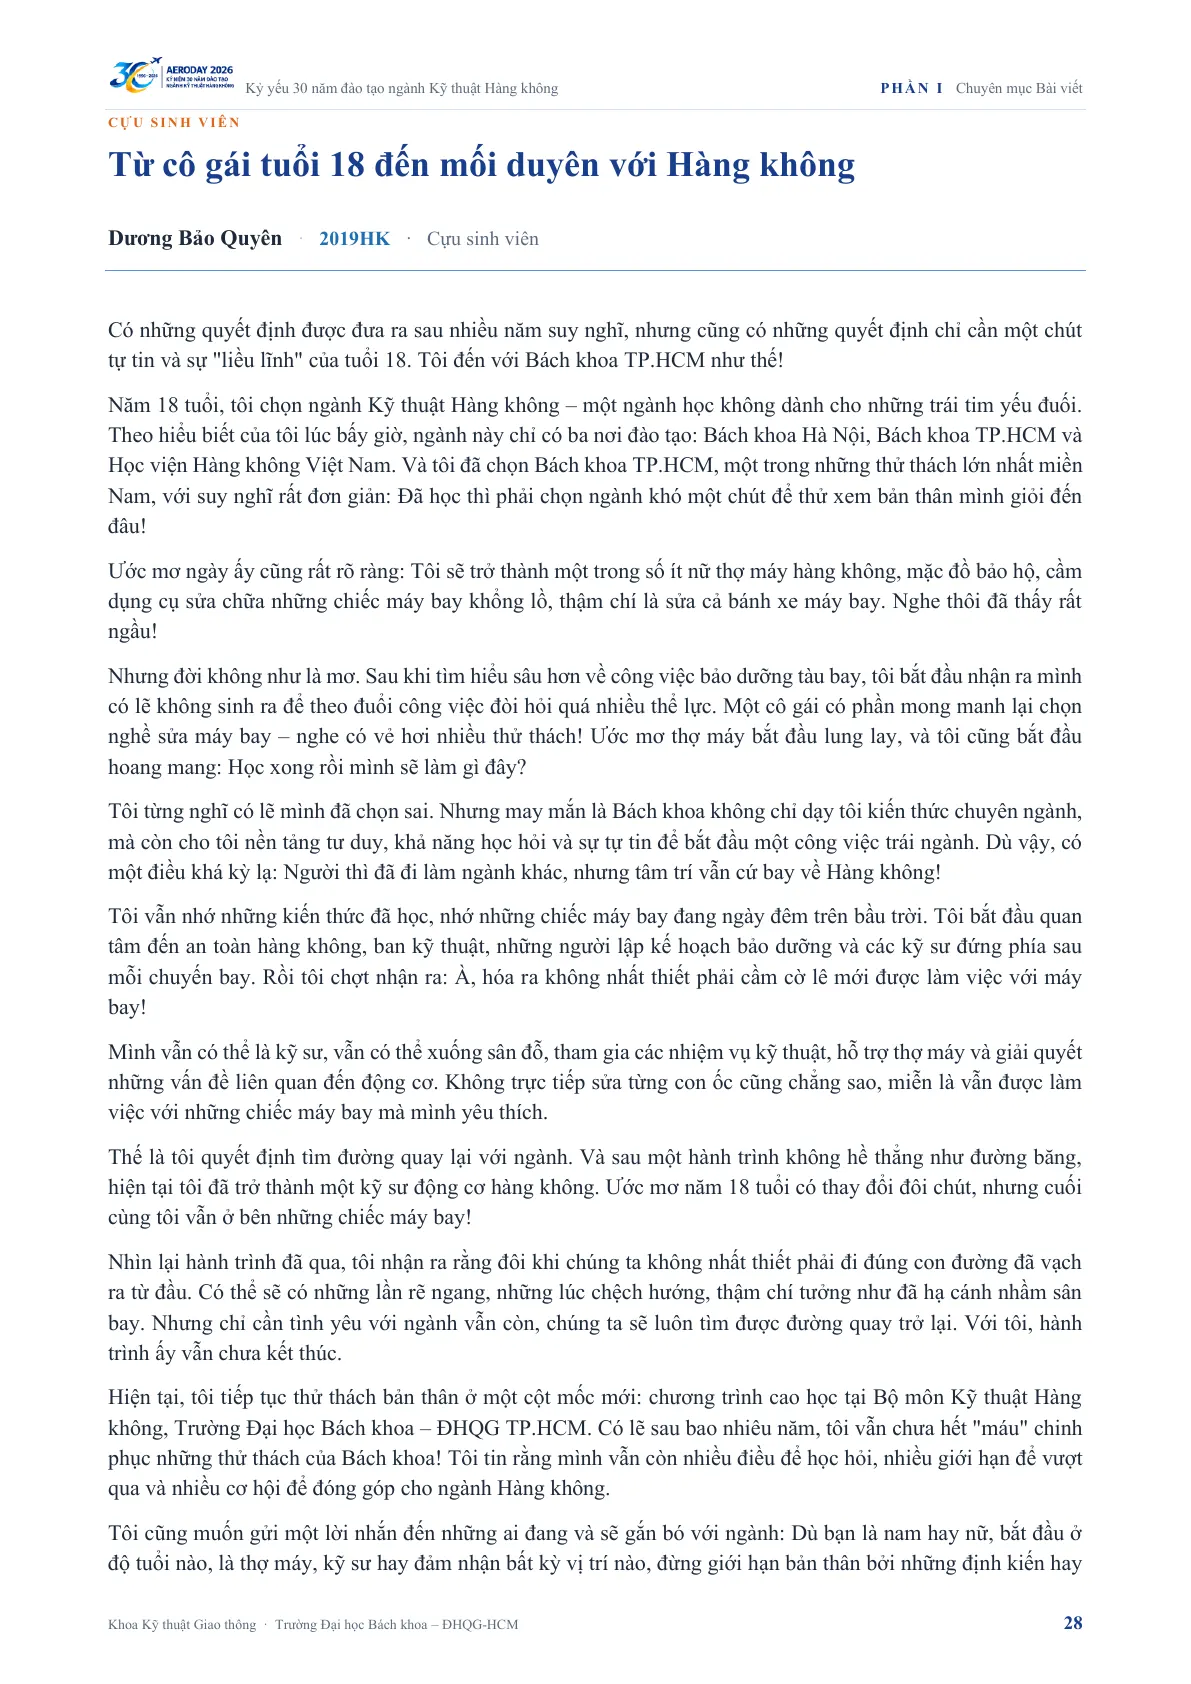 30
1996 - 2026
AERODAY 2026
KỶ NIỆM 30 NĂM ĐÀO TẠO
NGÀNH KỸ THUẬT HÀNG KHÔNG
Kỷ yếu 30 năm đào tạo ngành Kỹ thuật Hàng không
PHẦN I Chuyên mục Bài viết
CỰU SINH VIÊN
Từ cô gái tuổi 18 đến mối duyên với Hàng không
Dương Bảo Quyên · 2019HK · Cựu sinh viên
Có những quyết định được đưa ra sau nhiều năm suy nghĩ, nhưng cũng có những quyết định chỉ cần một chút
tự tin và sự "liều lĩnh" của tuổi 18. Tôi đến với Bách khoa TP.HCM như thế!
Năm 18 tuổi, tôi chọn ngành Kỹ thuật Hàng không – một ngành học không dành cho những trái tim yếu đuối.
Theo hiểu biết của tôi lúc bấy giờ, ngành này chỉ có ba nơi đào tạo: Bách khoa Hà Nội, Bách khoa TP.HCM và
Học viện Hàng không Việt Nam. Và tôi đã chọn Bách khoa TP.HCM, một trong những thử thách lớn nhất miền
Nam, với suy nghĩ rất đơn giản: Đã học thì phải chọn ngành khó một chút để thử xem bản thân mình giỏi đến
đâu!
Ước mơ ngày ấy cũng rất rõ ràng: Tôi sẽ trở thành một trong số ít nữ thợ máy hàng không, mặc đồ bảo hộ, cầm
dụng cụ sửa chữa những chiếc máy bay khổng lồ, thậm chí là sửa cả bánh xe máy bay. Nghe thôi đã thấy rất
ngầu!
Nhưng đời không như là mơ. Sau khi tìm hiểu sâu hơn về công việc bảo dưỡng tàu bay, tôi bắt đầu nhận ra mình
có lẽ không sinh ra để theo đuổi công việc đòi hỏi quá nhiều thể lực. Một cô gái có phần mong manh lại chọn
nghề sửa máy bay – nghe có vẻ hơi nhiều thử thách! Ước mơ thợ máy bắt đầu lung lay, và tôi cũng bắt đầu
hoang mang: Học xong rồi mình sẽ làm gì đây?
Tôi từng nghĩ có lẽ mình đã chọn sai. Nhưng may mắn là Bách khoa không chỉ dạy tôi kiến thức chuyên ngành,
mà còn cho tôi nền tảng tư duy, khả năng học hỏi và sự tự tin để bắt đầu một công việc trái ngành. Dù vậy, có
một điều khá kỳ lạ: Người thì đã đi làm ngành khác, nhưng tâm trí vẫn cứ bay về Hàng không!
Tôi vẫn nhớ những kiến thức đã học, nhớ những chiếc máy bay đang ngày đêm trên bầu trời. Tôi bắt đầu quan
tâm đến an toàn hàng không, ban kỹ thuật, những người lập kế hoạch bảo dưỡng và các kỹ sư đứng phía sau
mỗi chuyến bay. Rồi tôi chợt nhận ra: À, hóa ra không nhất thiết phải cầm cờ lê mới được làm việc với máy
bay!
Mình vẫn có thể là kỹ sư, vẫn có thể xuống sân đỗ, tham gia các nhiệm vụ kỹ thuật, hỗ trợ thợ máy và giải quyết
những vấn đề liên quan đến động cơ. Không trực tiếp sửa từng con ốc cũng chẳng sao, miễn là vẫn được làm
việc với những chiếc máy bay mà mình yêu thích.
Thế là tôi quyết định tìm đường quay lại với ngành. Và sau một hành trình không hề thẳng như đường băng,
hiện tại tôi đã trở thành một kỹ sư động cơ hàng không. Ước mơ năm 18 tuổi có thay đổi đôi chút, nhưng cuối
cùng tôi vẫn ở bên những chiếc máy bay!
Nhìn lại hành trình đã qua, tôi nhận ra rằng đôi khi chúng ta không nhất thiết phải đi đúng con đường đã vạch
ra từ đầu. Có thể sẽ có những lần rẽ ngang, những lúc chệch hướng, thậm chí tưởng như đã hạ cánh nhầm sân
bay. Nhưng chỉ cần tình yêu với ngành vẫn còn, chúng ta sẽ luôn tìm được đường quay trở lại. Với tôi, hành
trình ấy vẫn chưa kết thúc.
Hiện tại, tôi tiếp tục thử thách bản thân ở một cột mốc mới: chương trình cao học tại Bộ môn Kỹ thuật Hàng
không, Trường Đại học Bách khoa – ĐHQG TP.HCM. Có lẽ sau bao nhiêu năm, tôi vẫn chưa hết "máu" chinh
phục những thử thách của Bách khoa! Tôi tin rằng mình vẫn còn nhiều điều để học hỏi, nhiều giới hạn để vượt
qua và nhiều cơ hội để đóng góp cho ngành Hàng không.
Tôi cũng muốn gửi một lời nhắn đến những ai đang và sẽ gắn bó với ngành: Dù bạn là nam hay nữ, bắt đầu ở
độ tuổi nào, là thợ máy, kỹ sư hay đảm nhận bất kỳ vị trí nào, đừng giới hạn bản thân bởi những định kiến hay
Khoa Kỹ thuật Giao thông · Trường Đại học Bách khoa – ĐHQG-HCM
28